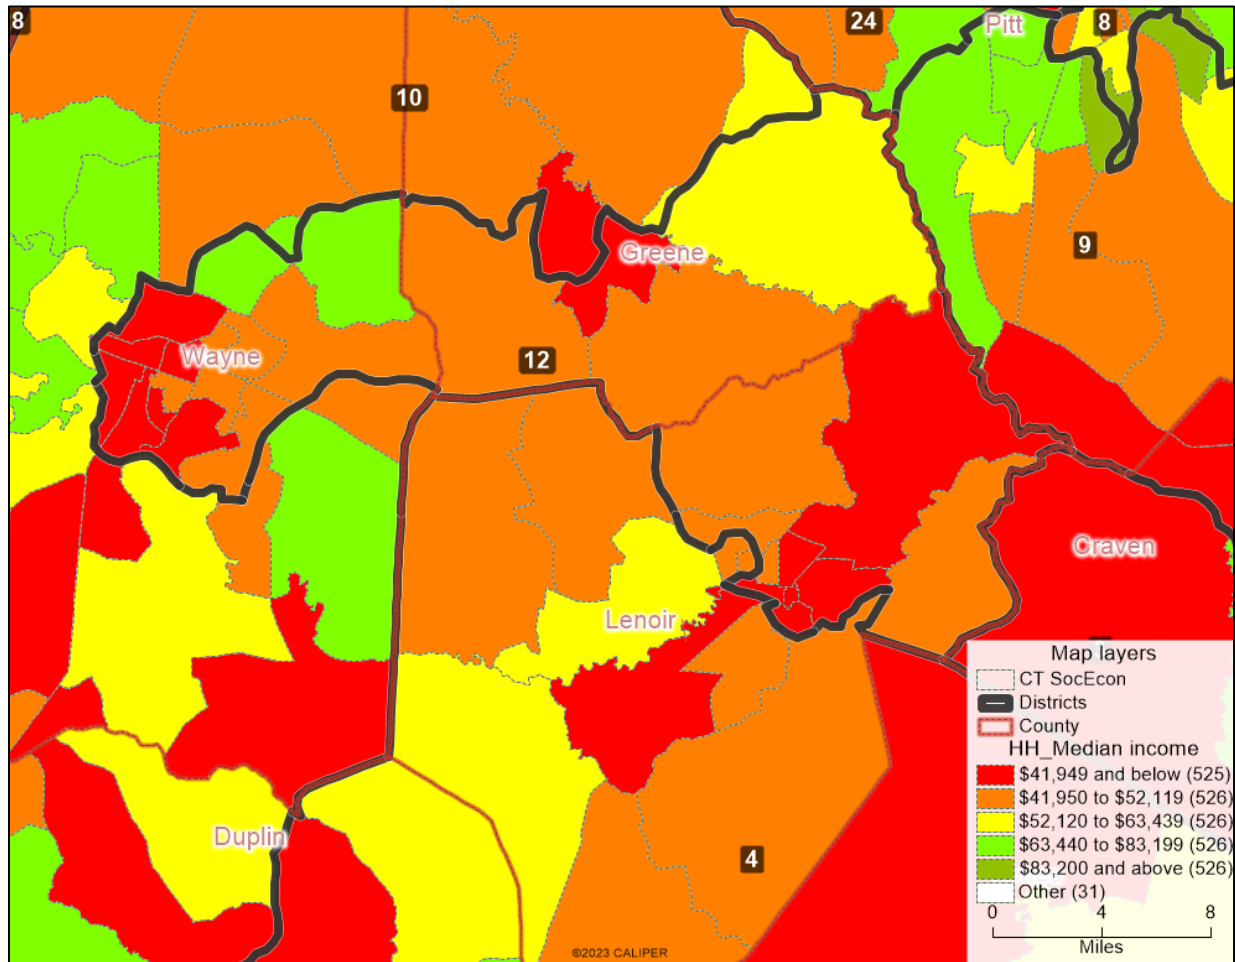 8
24
Pitt
8
10
Greene
9
Wayne
12
Craven
Lenoir
Duplin
4
Map layers
CT SocEcon
Districts
County
HH_Median income
$41,949 and below (525)
$41,950 to $52,119 (526)
$52,120 to $63,439 (526)
$63,440 to $83,199 (526)
$83,200 and above (526)
Other (31)
0 4 8
Miles
©2023 CALIPER